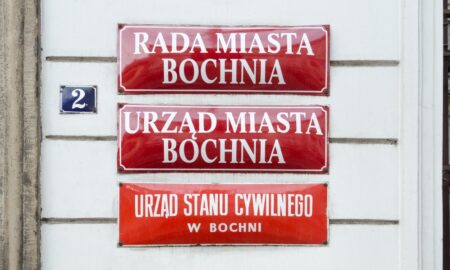 RADA MIASTA
BOCHNIA
2
URZĄD MIASTA
BOCHNIA
URZĄD STANU CYWILNEGO
W BOCHNI